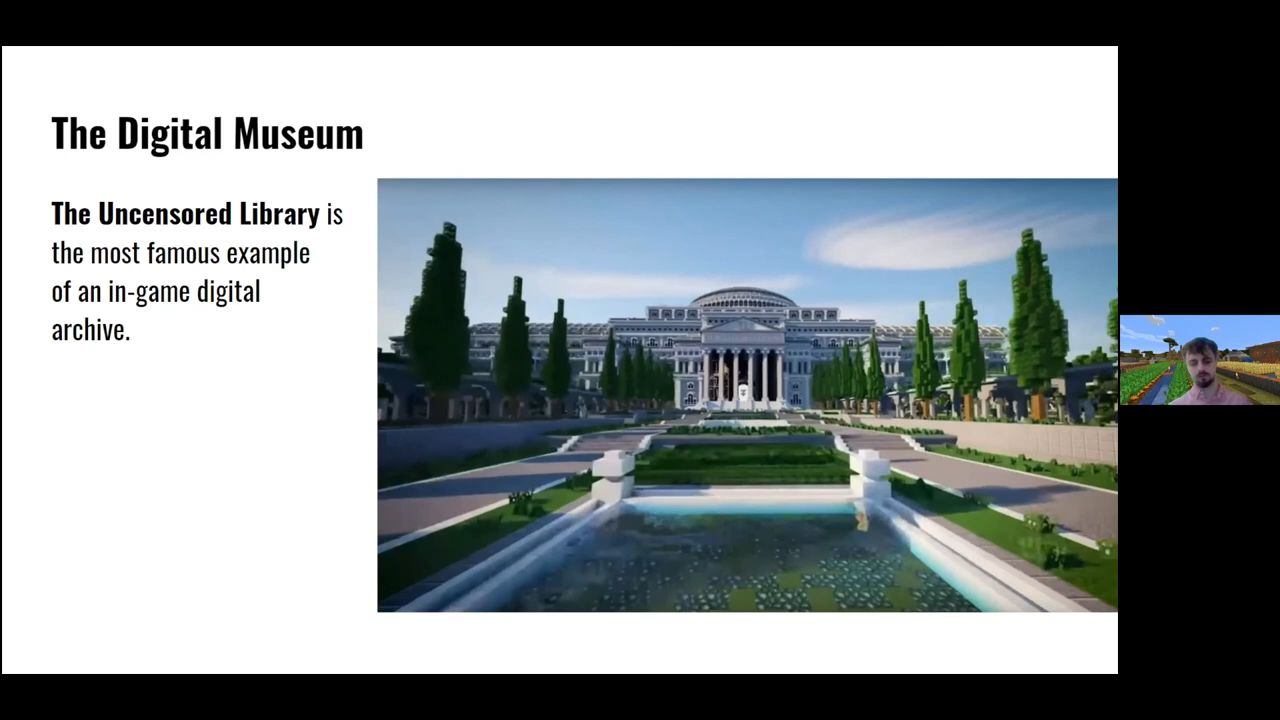 The Digital Museum
The Uncensored Library is
the most famous example
of an in-game digital
archive.